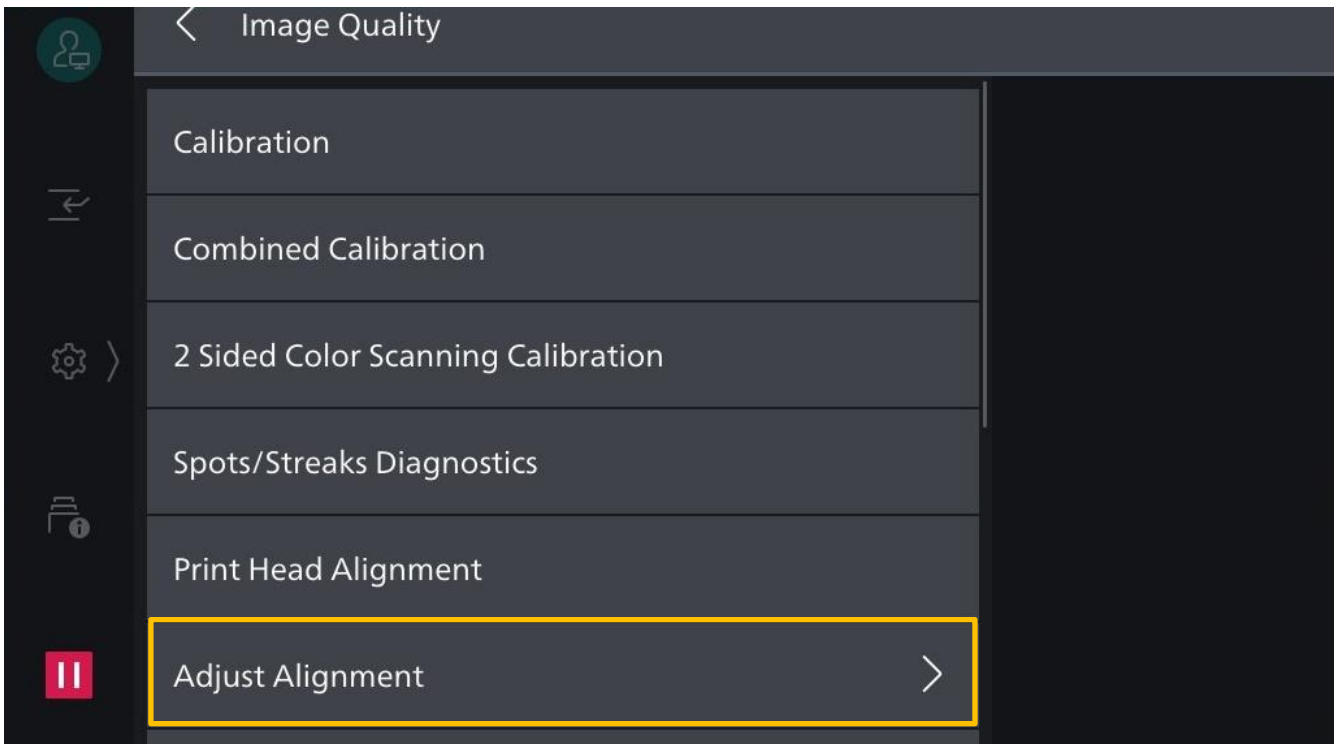 Image Quality
Calibration
Combined Calibration
2 Sided Color Scanning Calibration
Spots/Streaks Diagnostics
Print Head Alignment
Adjust Alignment